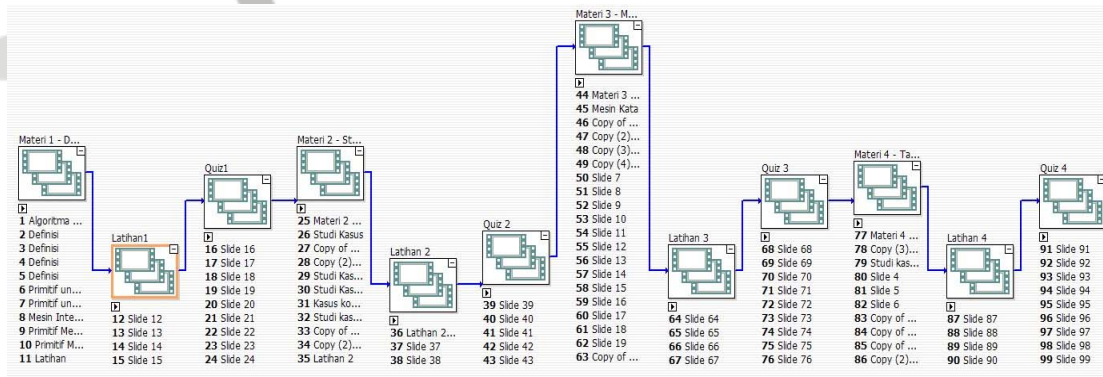 Materi 1 - D...
1 Algoritma ...
2 Definisi
3 Definisi
4 Definisi
5 Definisi
6 Primitif un...
7 Primitif un...
8 Mesin Inte...
9 Primitif Me...
10 Primitif M...
11 Latihan
Latihan1
12 Slide 12
13 Slide 13
14 Slide 14
15 Slide 15
Quiz1
16 Slide 16
17 Slide 17
18 Slide 18
19 Slide 19
20 Slide 20
21 Slide 21
22 Slide 22
23 Slide 23
24 Slide 24
Materi 2 - St...
25 Materi 2 ...
26 Studi Kasus
27 Copy of ...
28 Copy (2)...
29 Studi Kas...
30 Studi Kas...
31 Kasus ko...
32 Studi kas...
33 Copy of ...
34 Copy (2)...
35 Latihan 2
Latihan 2
36 Latihan 2...
37 Slide 37
38 Slide 38
Quiz 2
39 Slide 39
40 Slide 40
41 Slide 41
42 Slide 42
43 Slide 43
Materi 3 - M...
44 Materi 3 ...
45 Mesin Kata
46 Copy of ...
47 Copy (2)...
48 Copy (3)...
49 Copy (4)...
50 Slide 7
51 Slide 8
52 Slide 9
53 Slide 10
54 Slide 11
55 Slide 12
56 Slide 13
57 Slide 14
58 Slide 15
59 Slide 16
60 Slide 17
61 Slide 18
62 Slide 19
63 Copy of ...
Latihan 3
64 Slide 64
65 Slide 65
66 Slide 66
67 Slide 67
Quiz 3
68 Slide 68
69 Slide 69
70 Slide 70
71 Slide 71
72 Slide 72
73 Slide 73
74 Slide 74
75 Slide 75
76 Slide 76
Materi 4 - Ta...
77 Materi 4 ...
78 Copy (3)...
79 Studi kas...
80 Slide 4
81 Slide 5
82 Slide 6
83 Copy of ...
84 Copy of ...
85 Copy of ...
86 Copy (2)...
Latihan 4
87 Slide 87
88 Slide 88
89 Slide 89
90 Slide 90
Quiz 4
91 Slide 91
92 Slide 92
93 Slide 93
94 Slide 94
95 Slide 95
96 Slide 96
97 Slide 97
98 Slide 98
99 Slide 99